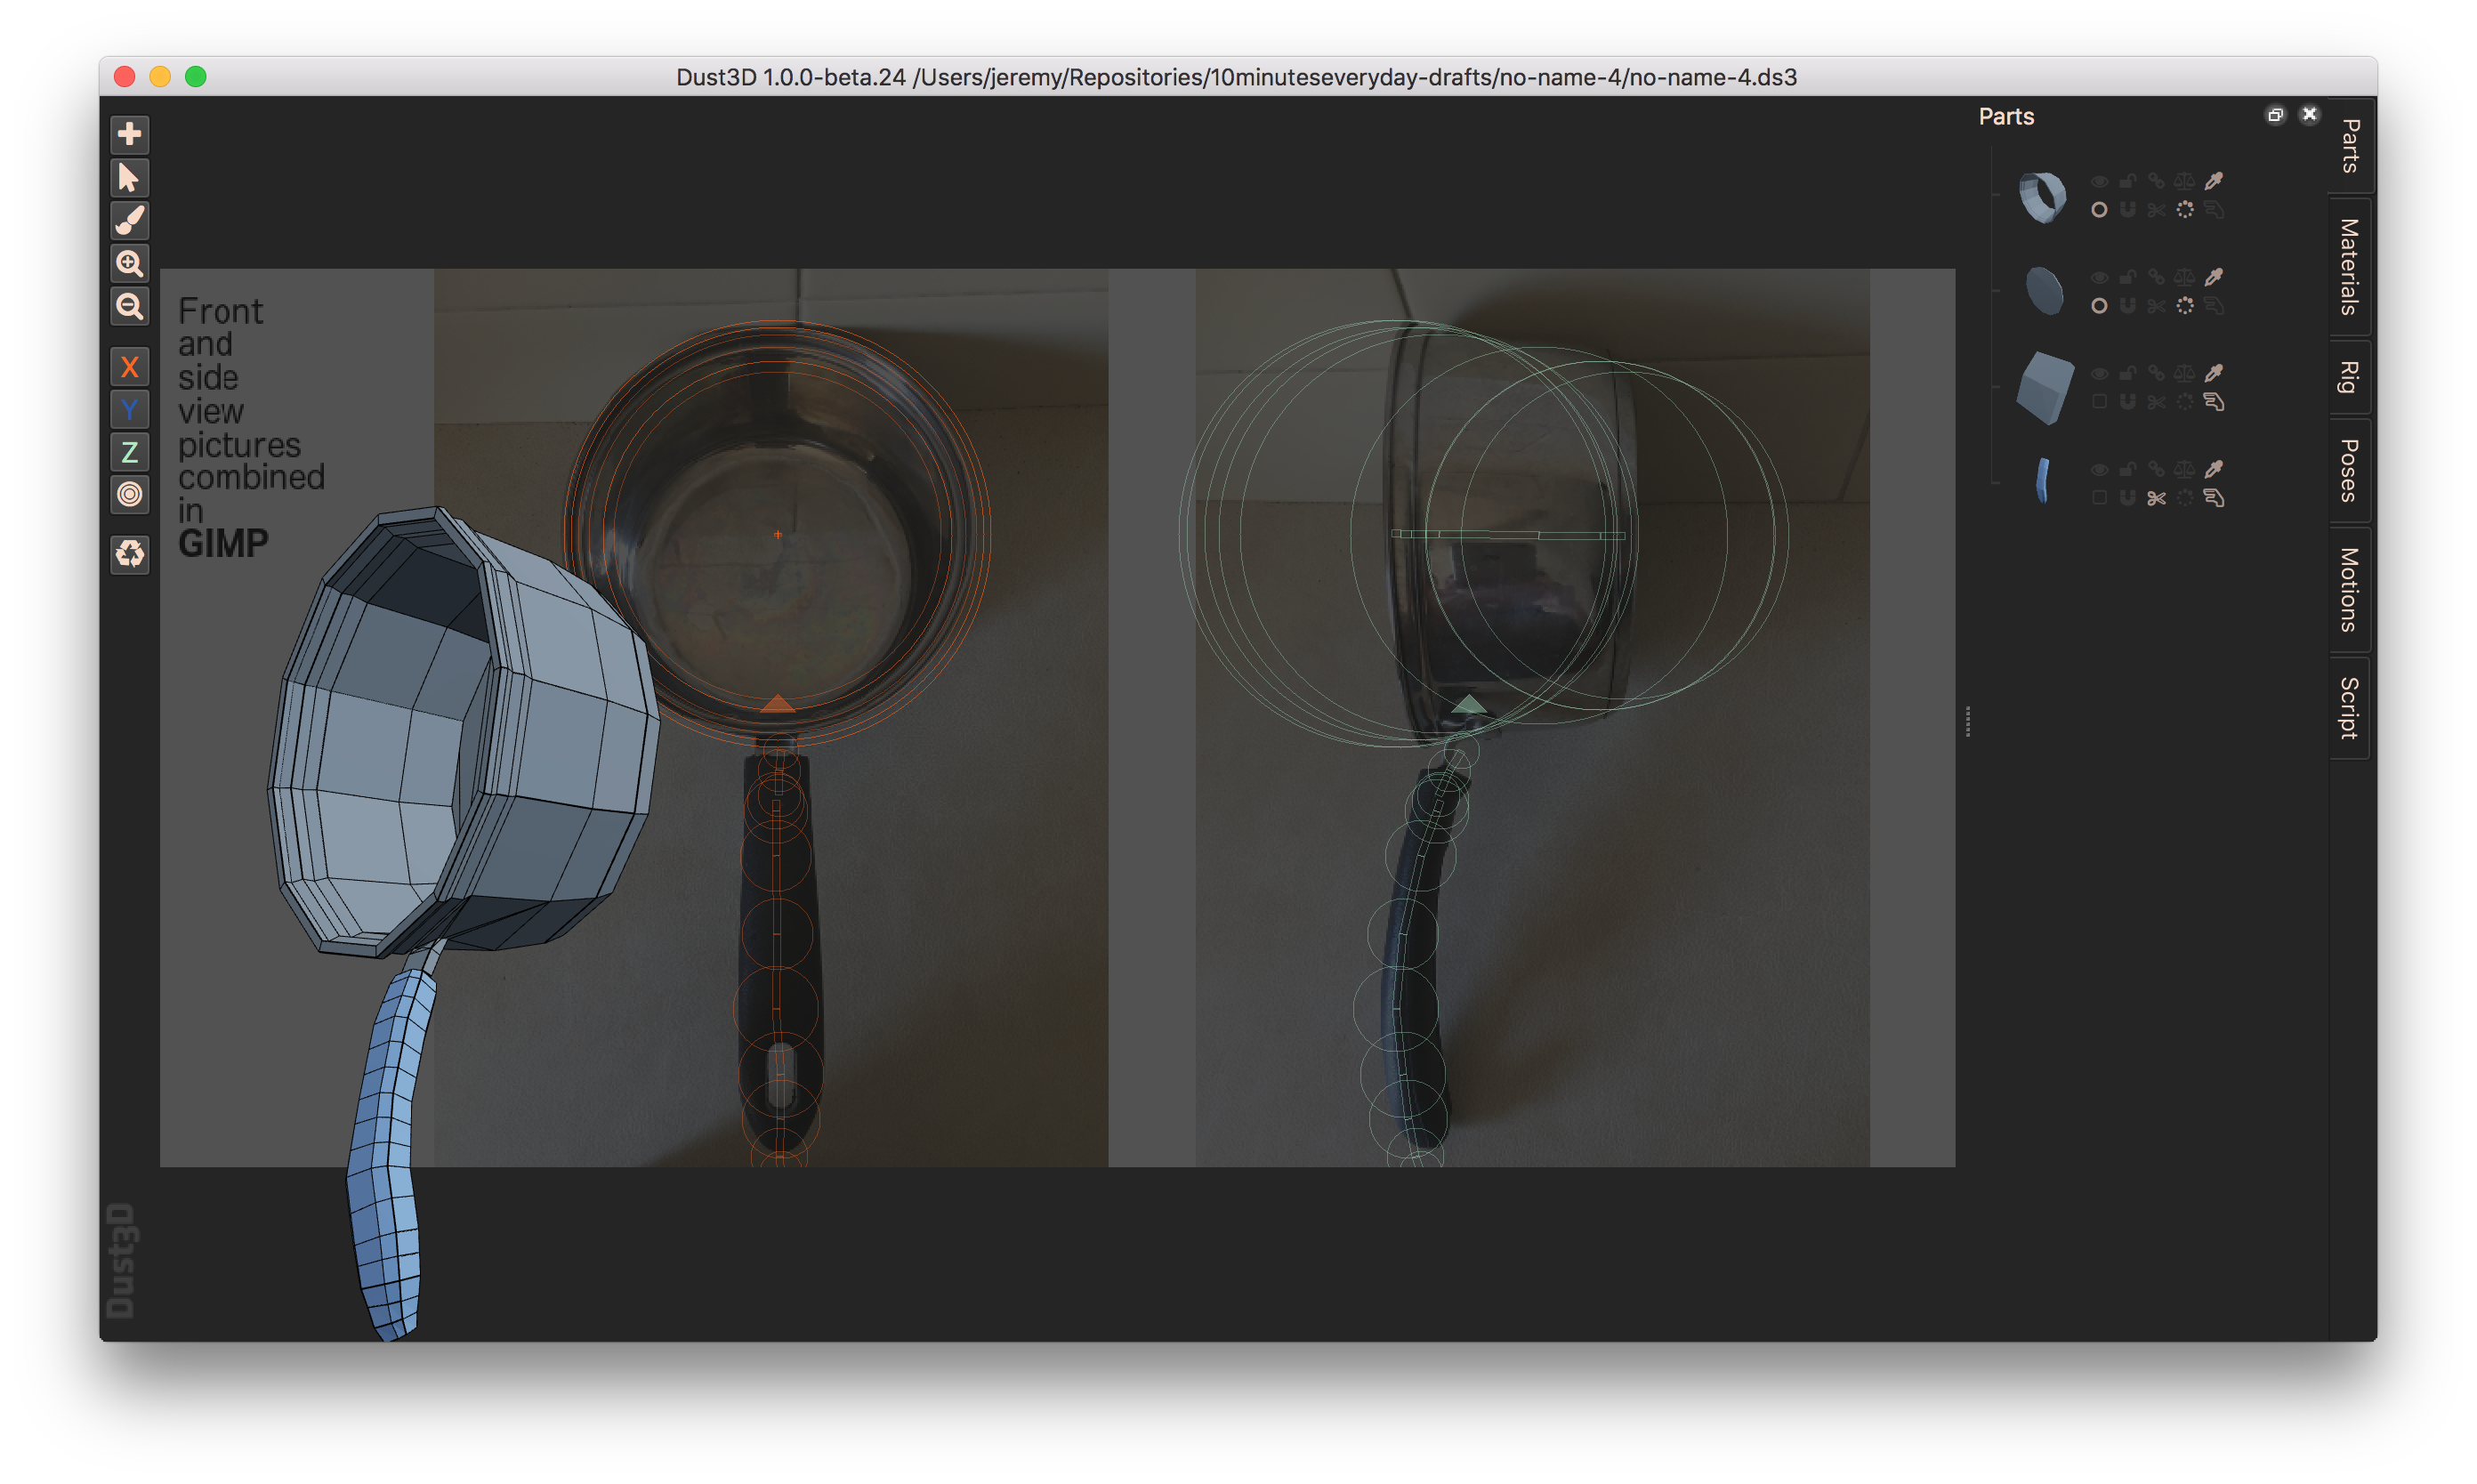 Dust3D 1.0.0-beta.24 /Users/jeremy/Repositories/10minuteseveryday-drafts/no-name-4/no-name-4.ds3
Parts
Parts
Materials
Rig
Poses
Motions
Script
X
Y
Z
Front
and
side
view
pictures
combined
in
GIMP
Dust3D